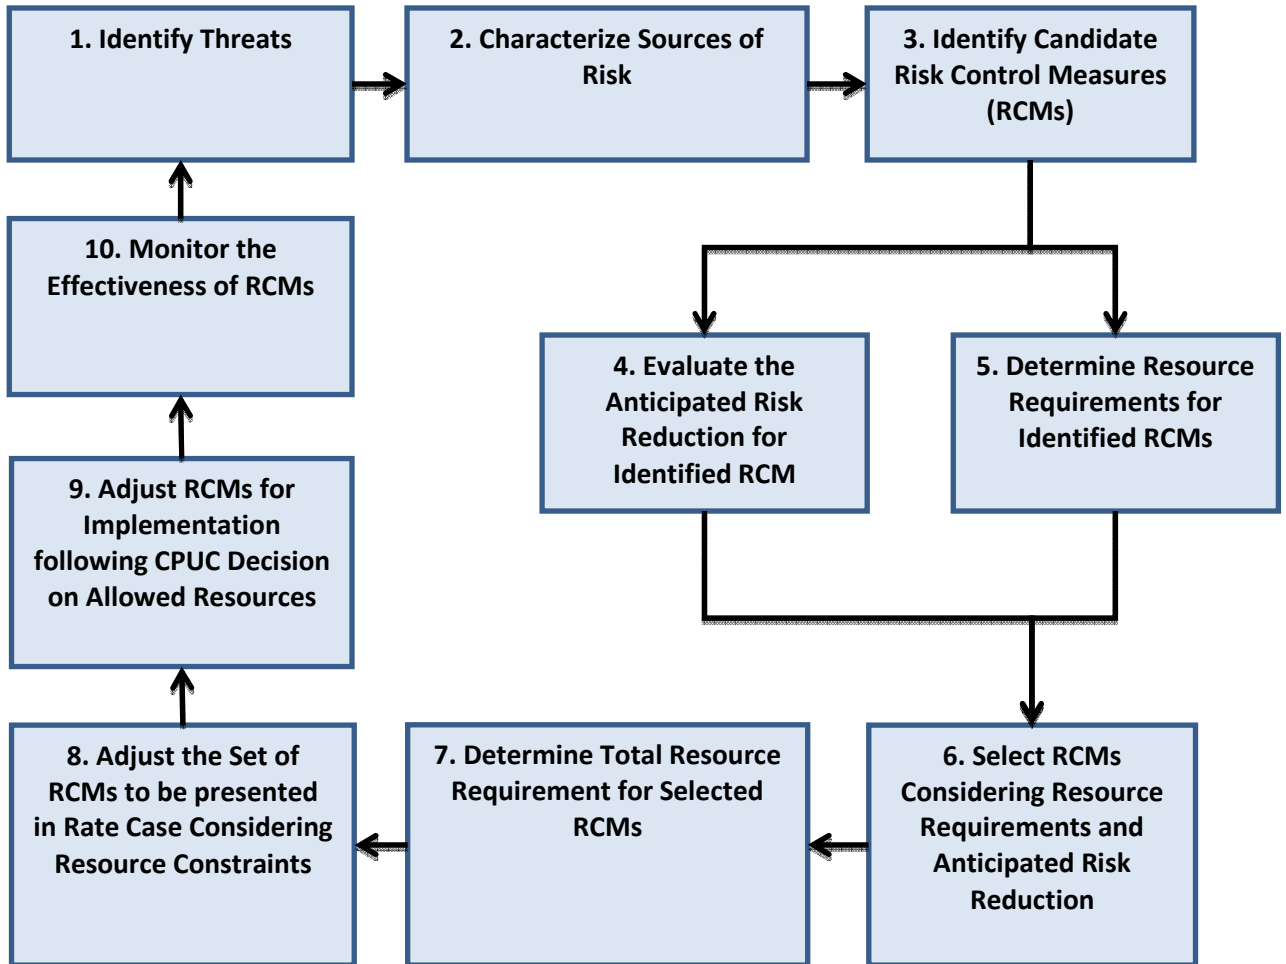 1. Identify Threats
2. Characterize Sources of
Risk
3. Identify Candidate
Risk Control Measures
(RCMs)
4. Evaluate the
Anticipated Risk
Reduction for
Identified RCM
5. Determine Resource
Requirements for
Identified RCMs
6. Select RCMs
Considering Resource
Requirements and
Anticipated Risk
Reduction
7. Determine Total Resource
Requirement for Selected
RCMs
8. Adjust the Set of
RCMs to be presented
in Rate Case Considering
Resource Constraints
9. Adjust RCMs for
Implementation
following CPUC Decision
on Allowed Resources
10. Monitor the
Effectiveness of RCMs